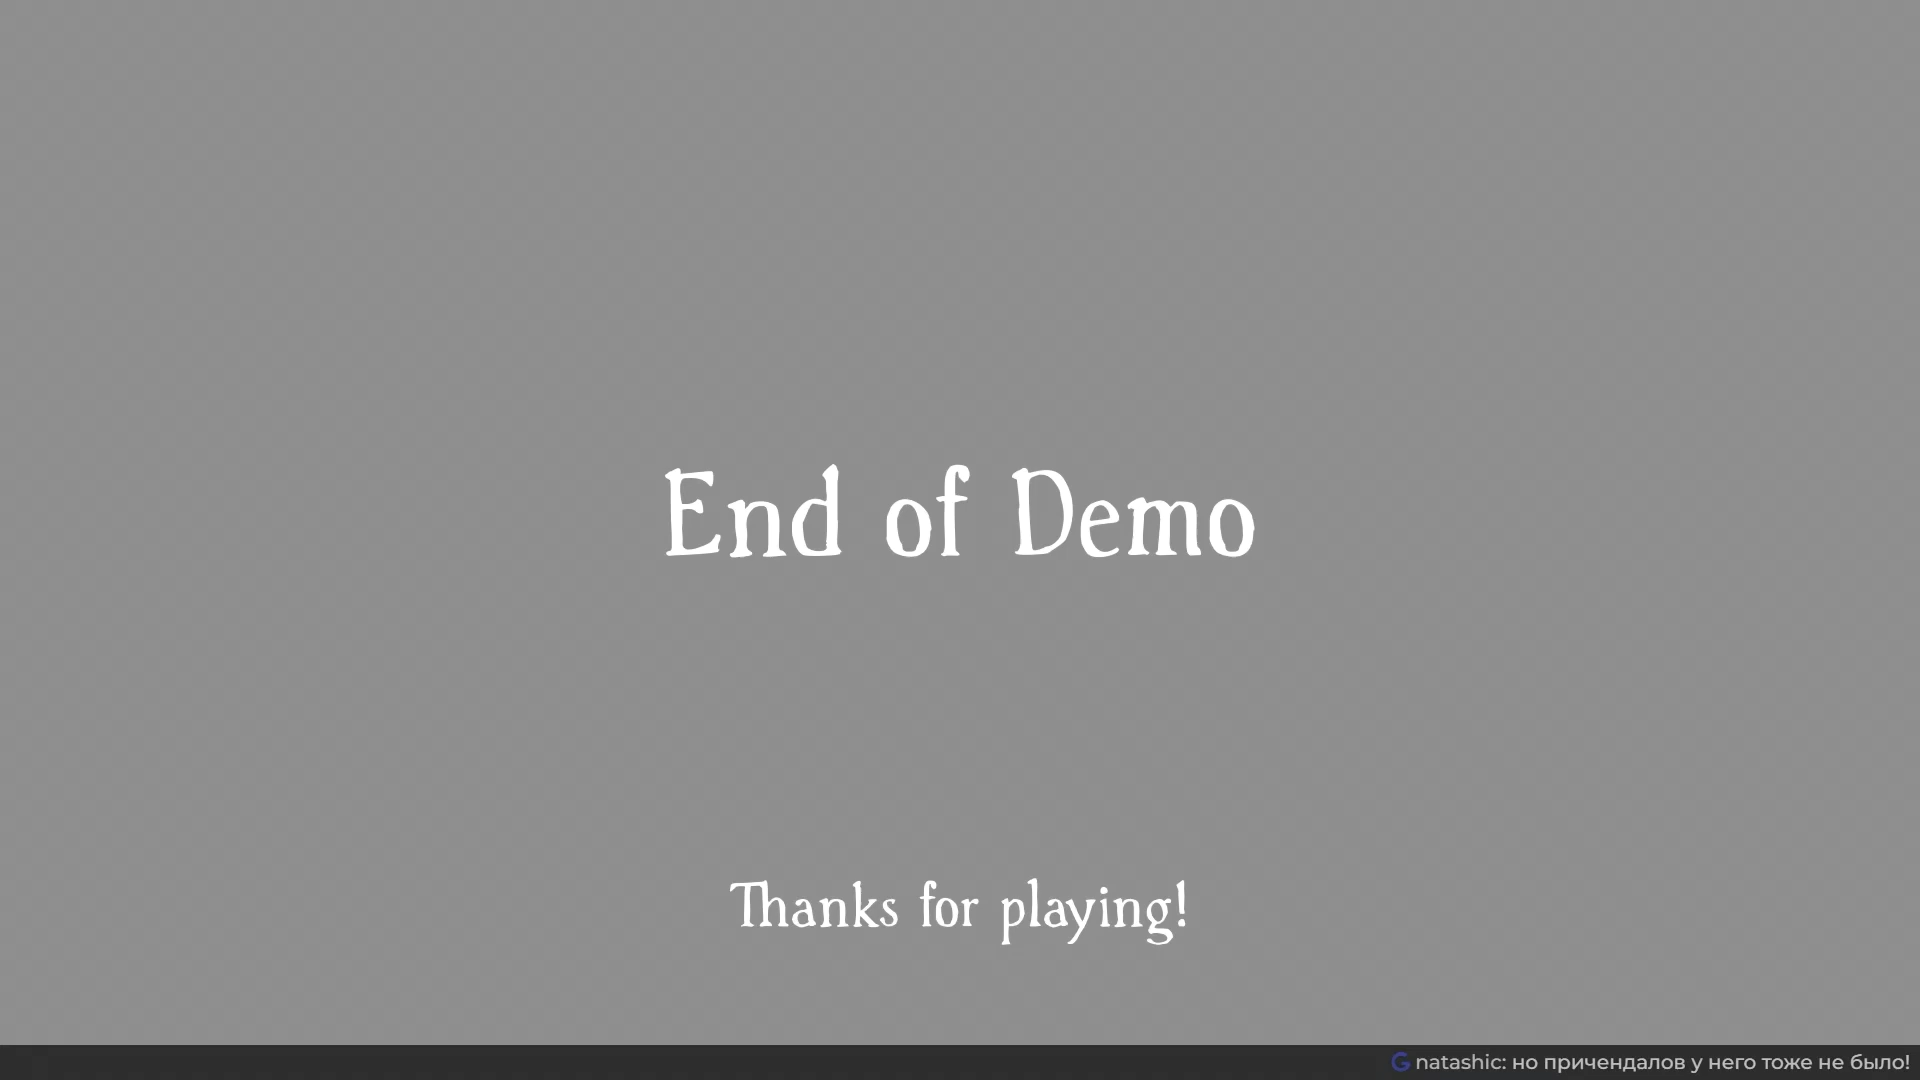 End of Demo
Thanks for playing!
natashic: но причендалов у него тоже не было!